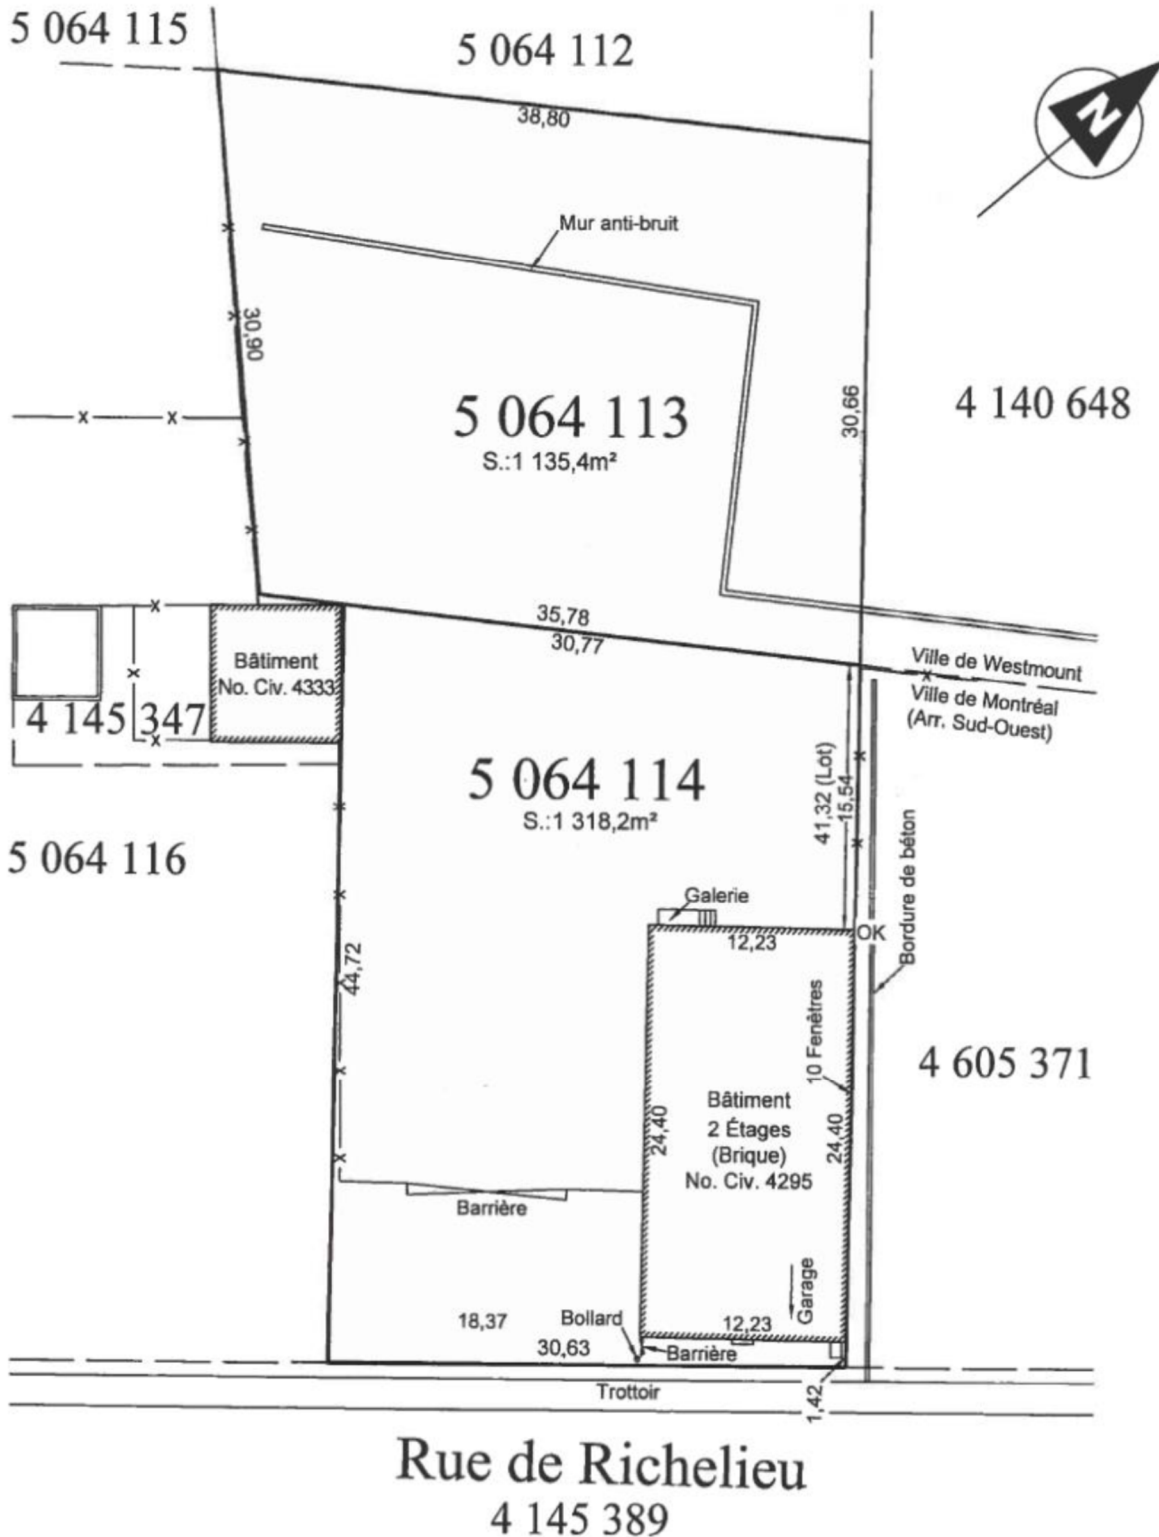 5 064 115
5 064 112
N
38,80
Mur anti-bruit
30,90
5 064 113
S.:1 135,4m²
30,66
4 140 648
35,78
30,77
Ville de Westmount
Ville de Montréal
(Arr. Sud-Ouest)
Bâtiment
No. Civ. 4333
4 145 347
5 064 114
S.:1 318,2m²
41,32 (Lot)
15,54
5 064 116
Galerie
12,23
OK
Bordure de béton
44,72
10 Fenêtres
4 605 371
Bâtiment
2 Étages
(Brique)
No. Civ. 4295
24,40
24,40
Barrière
Garage
18,37
Bollard
12,23
30,63
Barrière
Trottoir
1,42
Rue de Richelieu
4 145 389